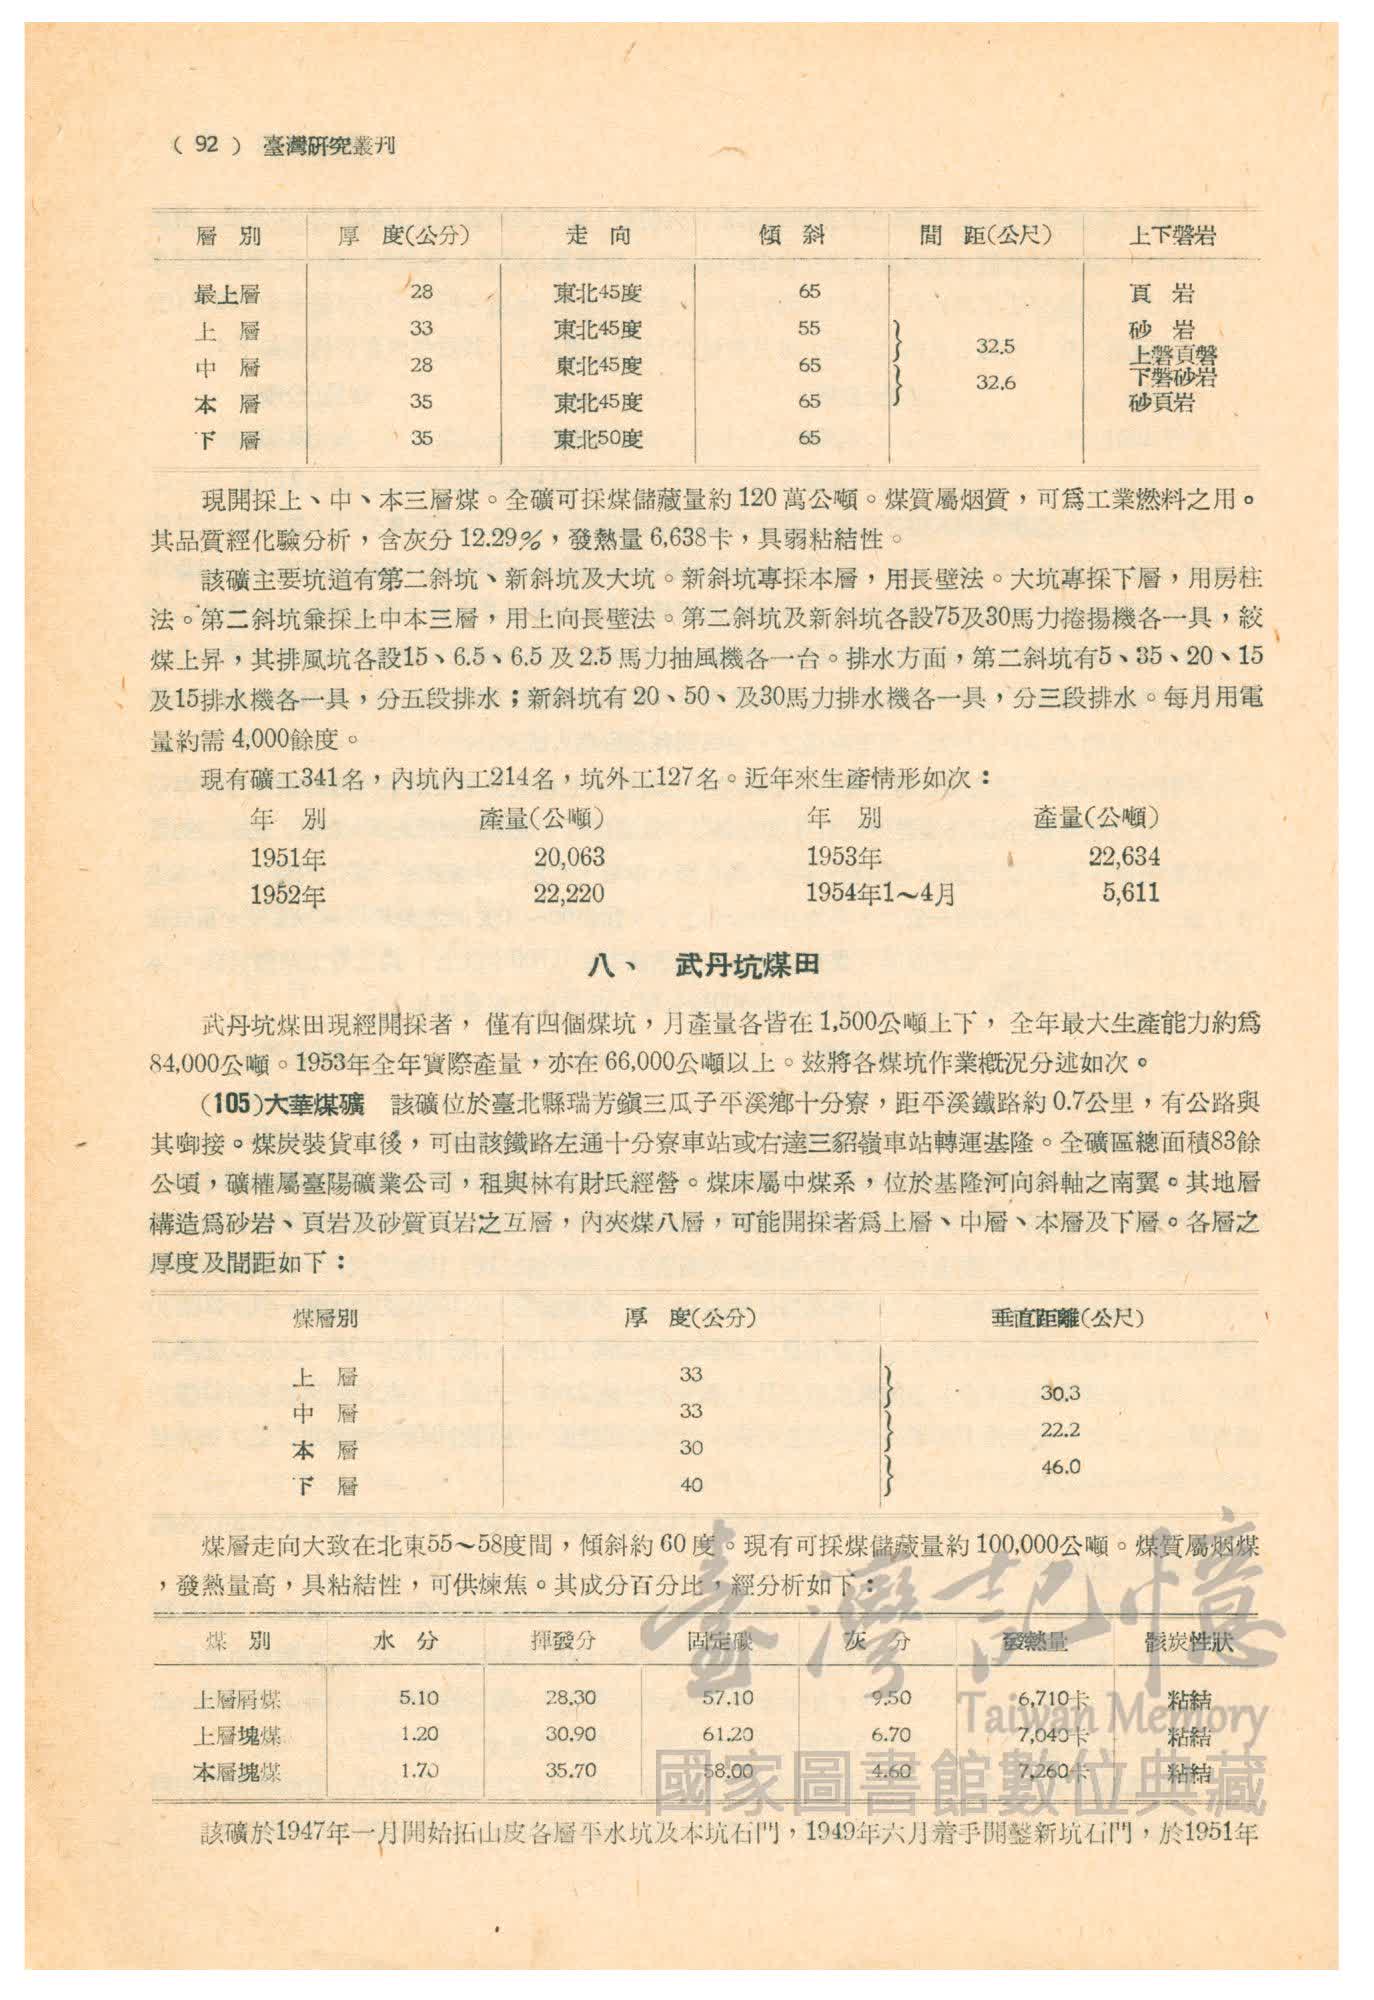 ( 92 ) 臺灣研究叢刊
層 別 厚 度(公分) 走 向 傾 斜 間 距(公尺) 上下磐岩
最上層 28 東北45度 65 頁 岩
上 層 33 東北45度 55 砂 岩
32.5
上磐頁磐
中 層 28 東北45度 65
下磐砂岩
32.6
本 層 35 東北45度 65 砂頁岩
下 層 35 東北50度 65
現開採上、中、本三層煤。全礦可採煤儲藏量約 120 萬公噸。煤質屬烟質，可爲工業燃料之用。
其品質經化驗分析，含灰分 12.29%，發熱量 6,638卡，具弱粘結性。
該礦主要坑道有第二斜坑、新斜坑及大坑。新斜坑專採本層，用長壁法。大坑專採下層，用房柱
法。第二斜坑兼採上中本三層，用上向長壁法。第二斜坑及新斜坑各設75及30馬力捲揚機各一具，絞
煤上昇，其排風坑各設15、6.5、6.5 及 2.5 馬力抽風機各一台。排水方面，第二斜坑有5、35、20、15
及15排水機各一具，分五段排水；新斜坑有 20、50、及30馬力排水機各一具，分三段排水。每月用電
量約需 4,000餘度。
現有礦工341名，內坑內工214名，坑外工127名。近年來生產情形如次：
年 別 產量(公噸) 年 別 產量(公噸)
1951年 20,063 1953年 22,634
1952年 22,220 1954年1～4月 5,611
八、 武丹坑煤田
武丹坑煤田現經開採者， 僅有四個煤坑，月產量各皆在 1,500公噸上下， 全年最大生產能力約爲
84,000公噸。1953年全年實際產量，亦在 66,000公噸以上。茲將各煤坑作業概況分述如次。
(105)大華煤礦 該礦位於臺北縣瑞芳鎭三瓜子平溪鄉十分寮，距平溪鐵路約 0.7公里，有公路與
其啣接。煤炭裝貨車後，可由該鐵路左通十分寮車站或右達三貂嶺車站轉運基隆。全礦區總面積83餘
公頃，礦權屬臺陽礦業公司，租與林有財氏經營。煤床屬中煤系，位於基隆河向斜軸之南翼。其地層
構造爲砂岩、頁岩及砂質頁岩之互層，內夾煤八層，可能開採者爲上層、中層、本層及下層。各層之
厚度及間距如下：
煤層別 厚 度(公分) 垂直距離(公尺)
上 層 33
30.3
中 層 33
22.2
本 層 30
46.0
下 層 40
煤層走向大致在北東55～58度間，傾斜約 60 度。現有可採煤儲藏量約 100,000公噸。煤質屬烟煤
，發熱量高，具粘結性，可供煉焦。其成分百分比，經分析如下：
煤 別 水 分 揮發分 固定碳 灰 分 發熱量 骸炭性狀
上層屑煤 5.10 28.30 57.10 9.50 6,710卡 粘結
上層塊煤 1.20 30.90 61.20 6.70 7,040卡 粘結
本層塊煤 1.70 35.70 58.00 4.60 7,260卡 粘結
該礦於1947年一月開始拓山皮各層平水坑及本坑石門，1949年六月着手開鑿新坑石門，於1951年
臺灣記憶
Taiwan Memory
國家圖書館數位典藏